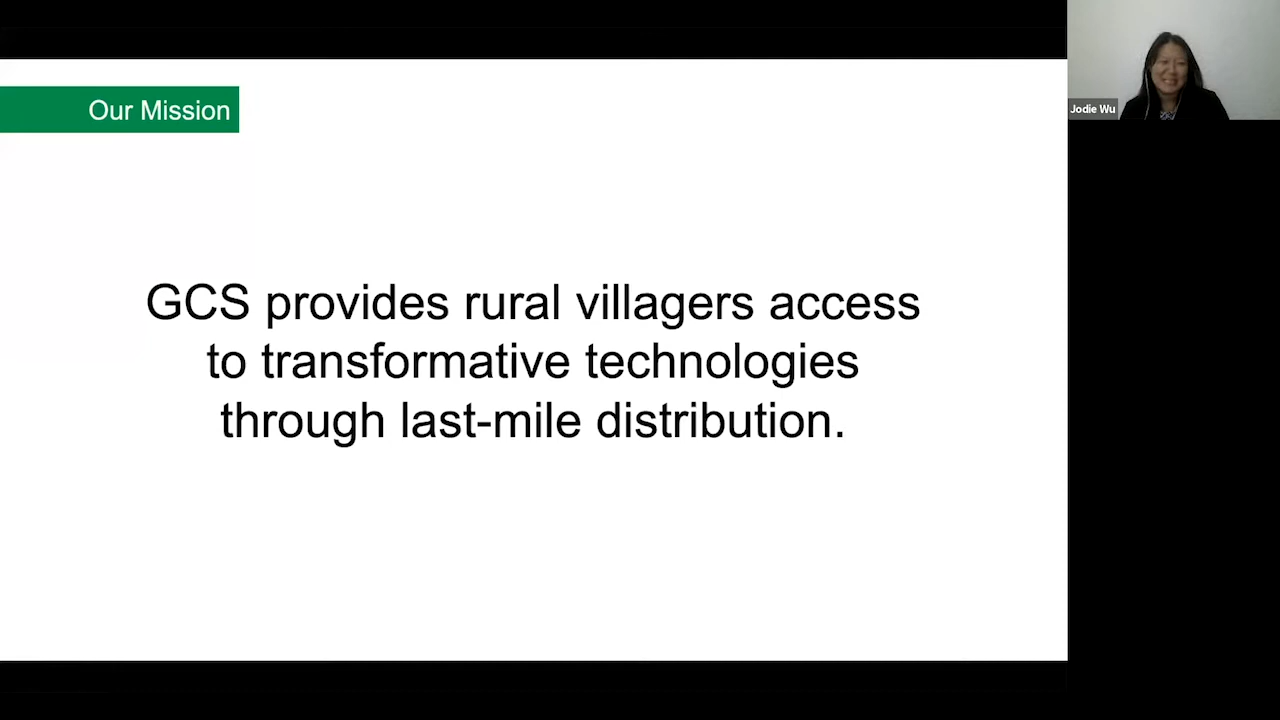 Our Mission
GCS provides rural villagers access
to transformative technologies
through last-mile distribution.
Jodie Wu